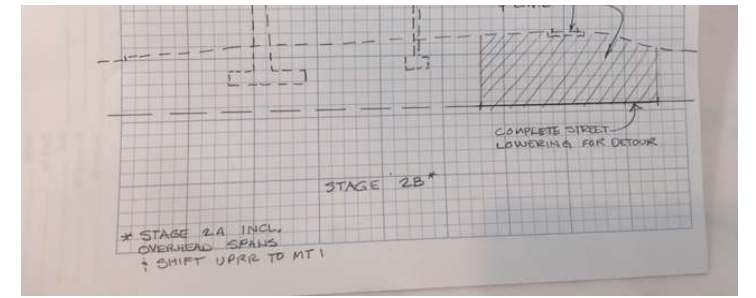 COMPLETE STREET
LOWERING FOR DETOUR
STAGE 2B*
* STAGE 2A INCL.
OVERHEAD SPANS
& SHIFT UPRR TO MT 1